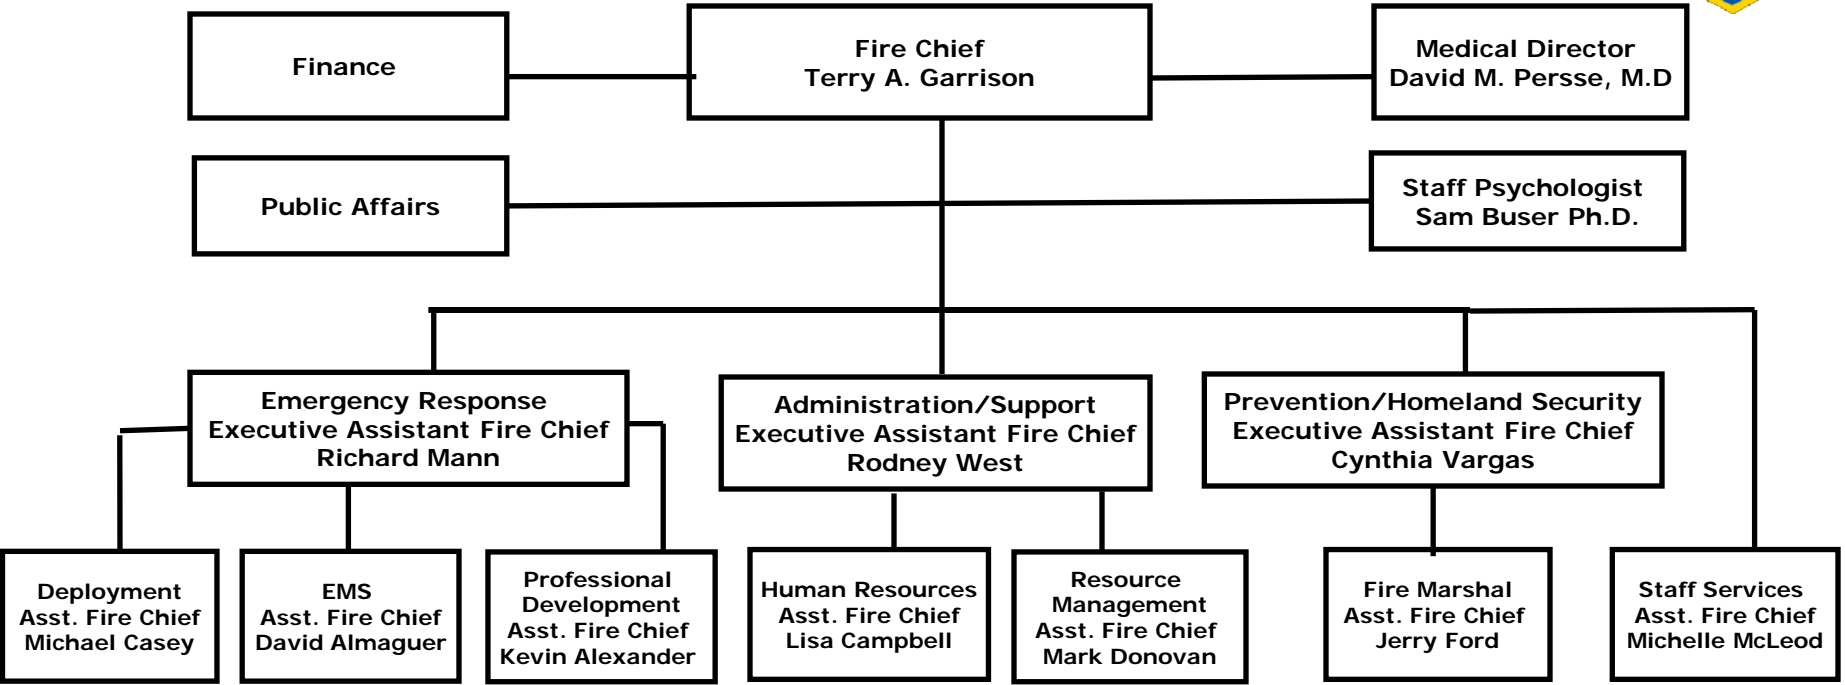 Finance
Fire Chief
Terry A. Garrison
Medical Director
David M. Persse, M.D
Public Affairs
Staff Psychologist
Sam Buser Ph.D.
Emergency Response
Executive Assistant Fire Chief
Richard Mann
Administration/Support
Executive Assistant Fire Chief
Rodney West
Prevention/Homeland Security
Executive Assistant Fire Chief
Cynthia Vargas
Deployment
Asst. Fire Chief
Michael Casey
EMS
Asst. Fire Chief
David Almaguer
Professional
Development
Asst. Fire Chief
Kevin Alexander
Human Resources
Asst. Fire Chief
Lisa Campbell
Resource
Management
Asst. Fire Chief
Mark Donovan
Fire Marshal
Asst. Fire Chief
Jerry Ford
Staff Services
Asst. Fire Chief
Michelle McLeod